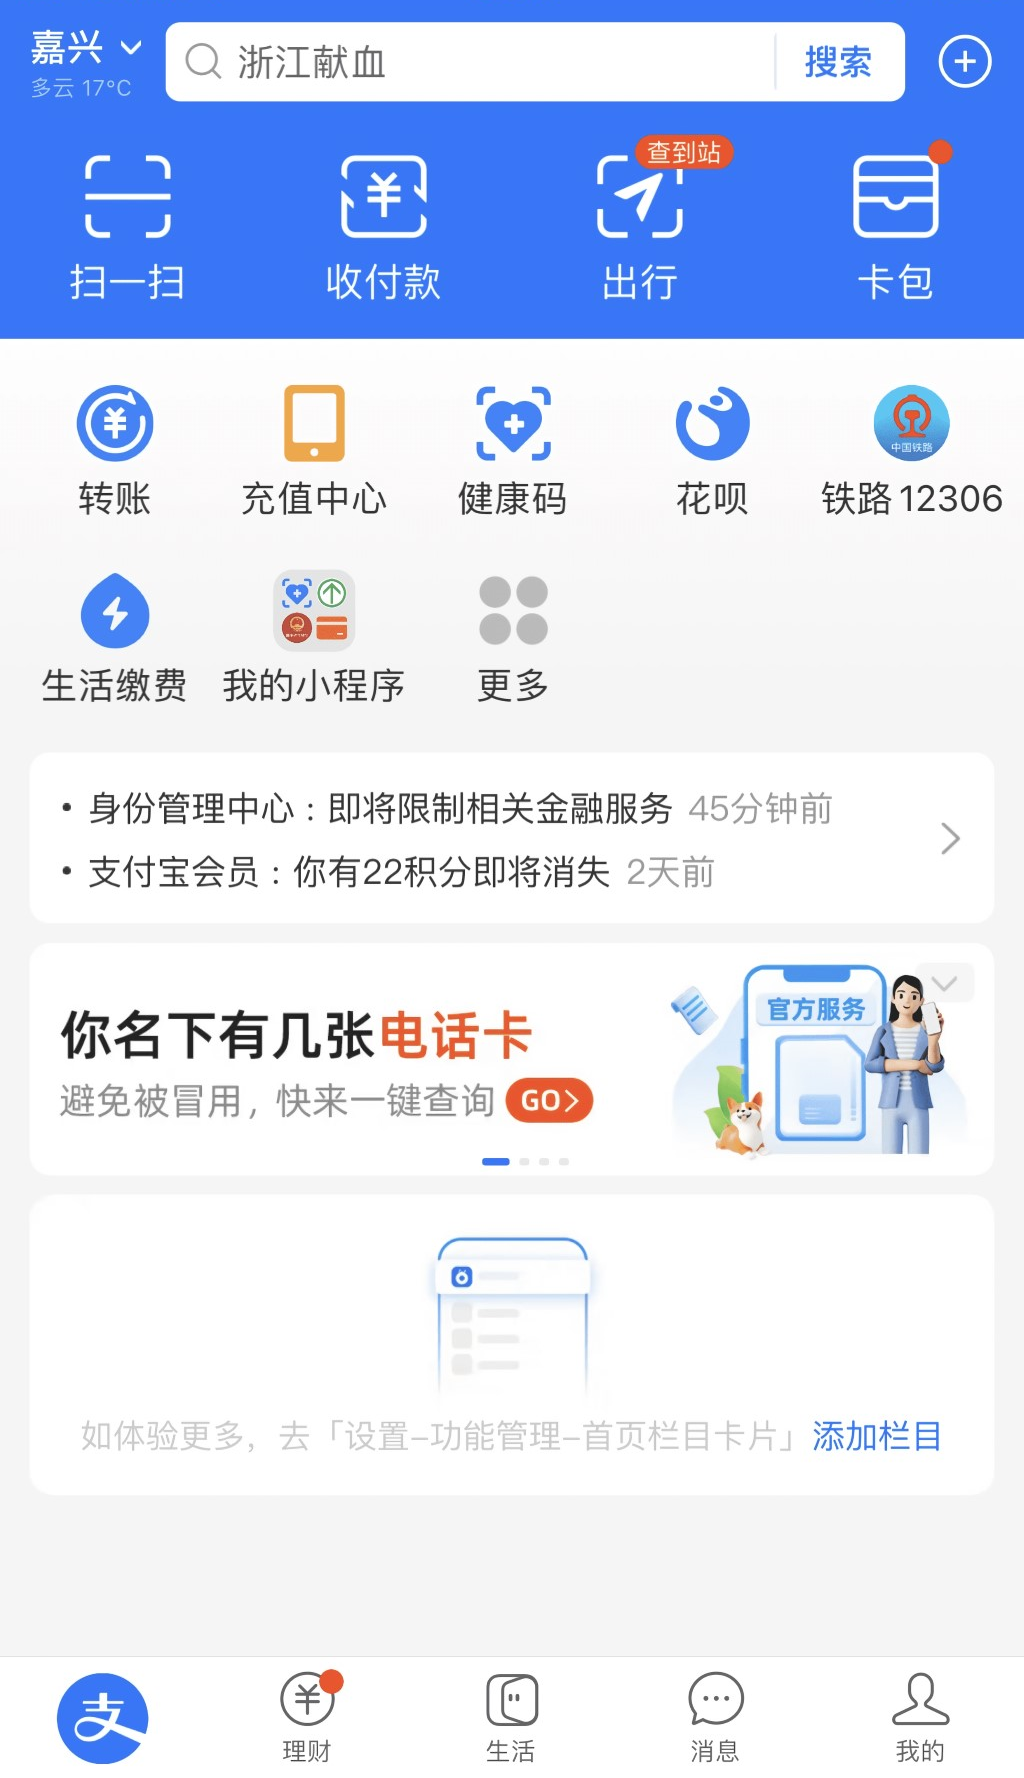 嘉兴
浙江献血
搜索
多云 17°C
查到站
扫一扫
收付款
出行
卡包
中国铁路
转账
充值中心
健康码
花呗
铁路12306
生活缴费
我的小程序
更多
• 身份管理中心：即将限制相关金融服务 45分钟前
• 支付宝会员：你有22积分即将消失 2天前
官方服务
你名下有几张电话卡
避免被冒用，快来一键查询 GO>
如体验更多，去「设置-功能管理-首页栏目卡片」 添加栏目
支
理财
生活
消息
我的